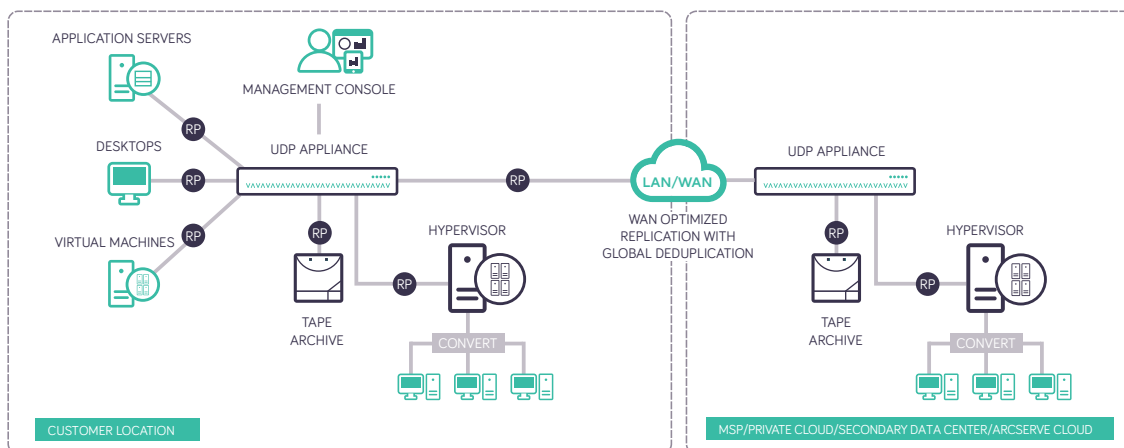 APPLICATION SERVERS
MANAGEMENT CONSOLE
RP
DESKTOPS
UDP APPLIANCE
RP
RP
LAN/WAN
UDP APPLIANCE
VIRTUAL MACHINES
RP
WAN OPTIMIZED
REPLICATION WITH
GLOBAL DEDUPLICATION
RP
HYPERVISOR
RP
TAPE
ARCHIVE
CONVERT
RP
HYPERVISOR
RP
TAPE
ARCHIVE
CONVERT
CUSTOMER LOCATION
MSP/PRIVATE CLOUD/SECONDARY DATA CENTER/ARCSERVE CLOUD